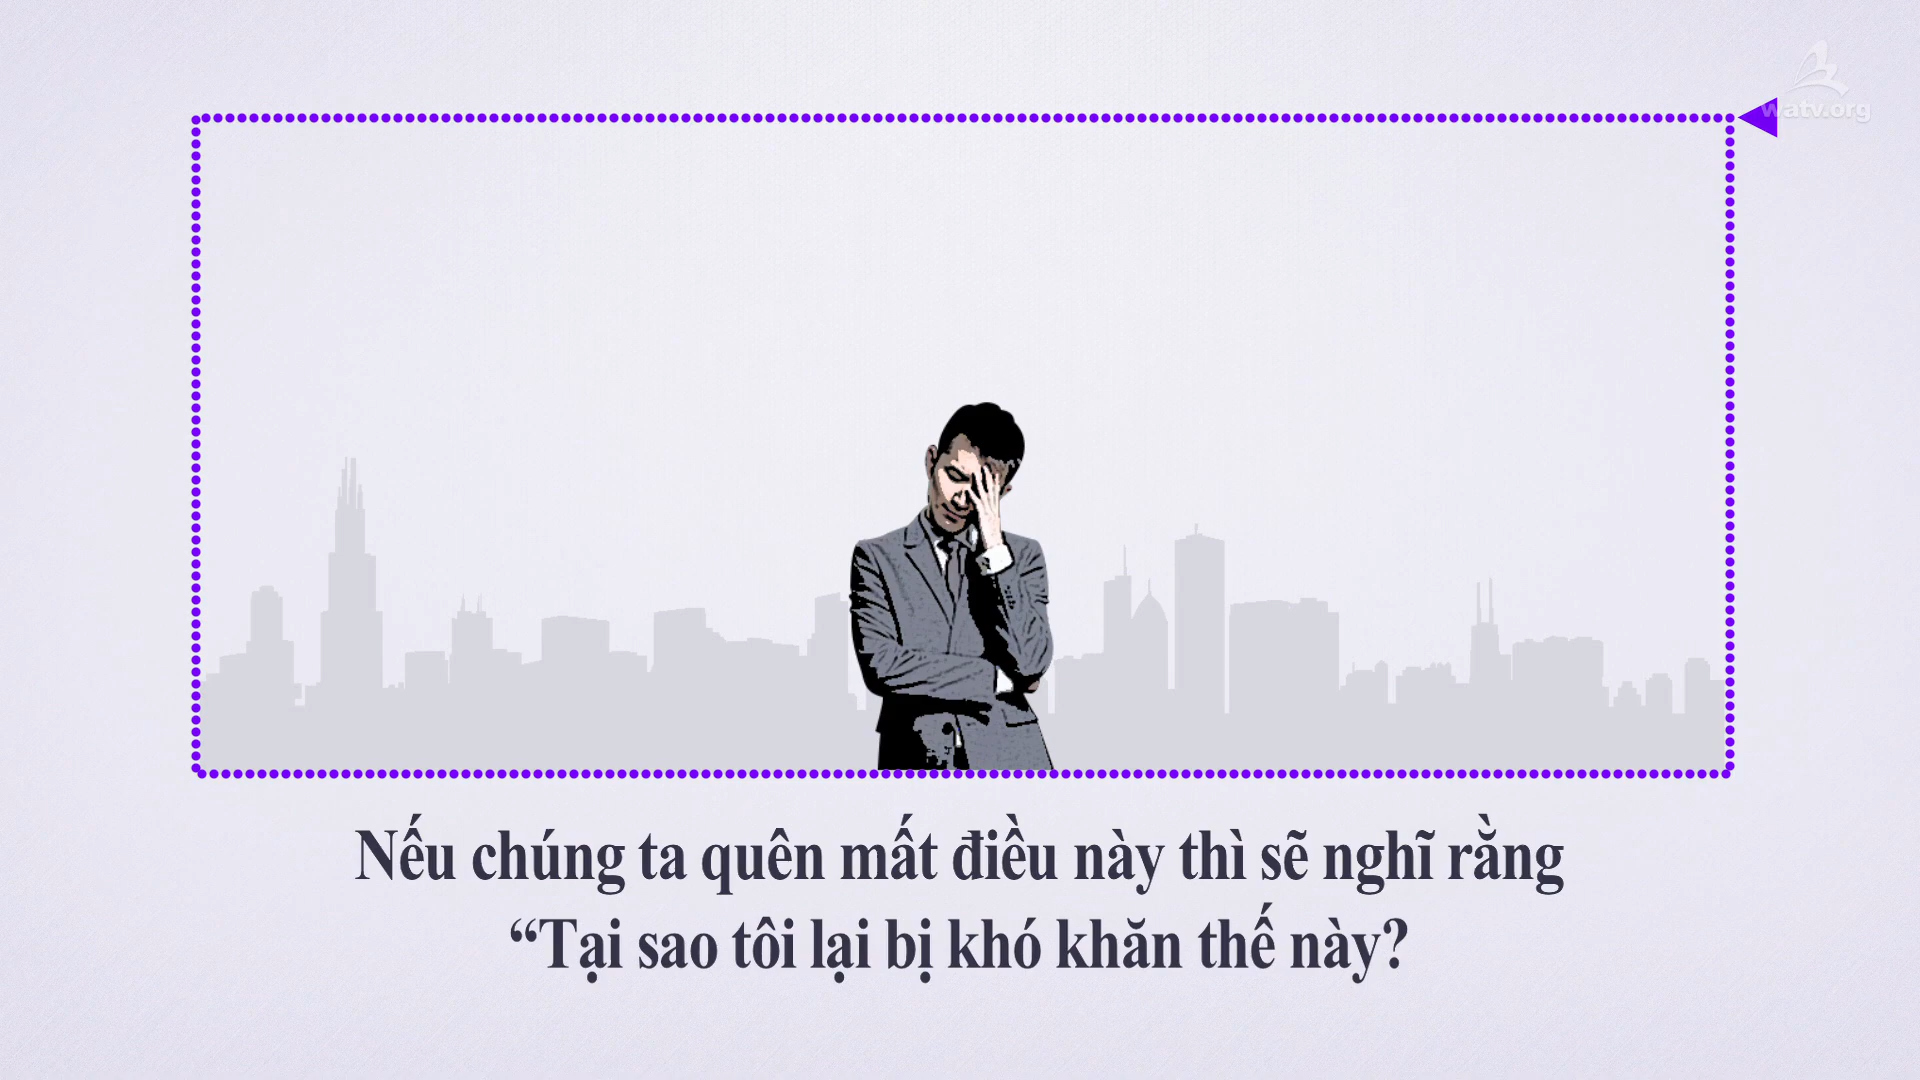 watv.org
Nếu chúng ta quên mất điều này thì sẽ nghĩ rằng
“Tại sao tôi lại bị khó khăn thế này?